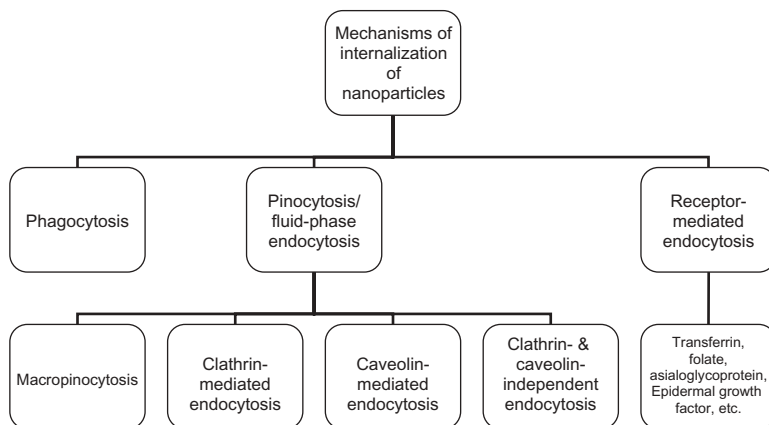 Mechanisms of
internalization
of
nanoparticles
Phagocytosis
Pinocytosis/
fluid-phase
endocytosis
Receptor-
mediated
endocytosis
Macropinocytosis
Clathrin-
mediated
endocytosis
Caveolin-
mediated
endocytosis
Clathrin- &
caveolin-
independent
endocytosis
Transferrin,
folate,
asialoglycoprotein,
Epidermal growth
factor, etc.